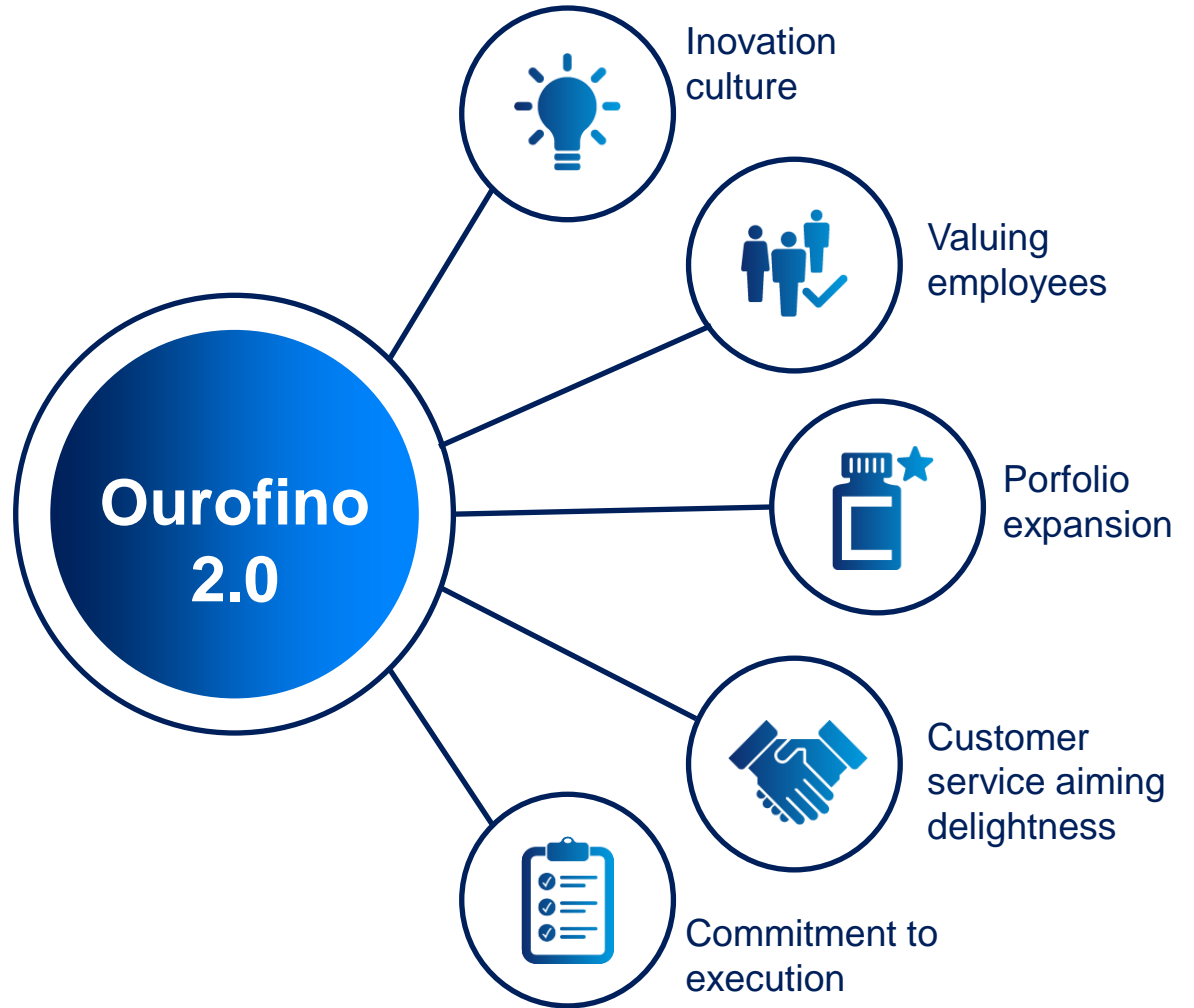 Inovation
culture
Valuing
employees
Ourofino
2.0
Porfolio
expansion
Customer
service aiming
delightness
Commitment to
execution